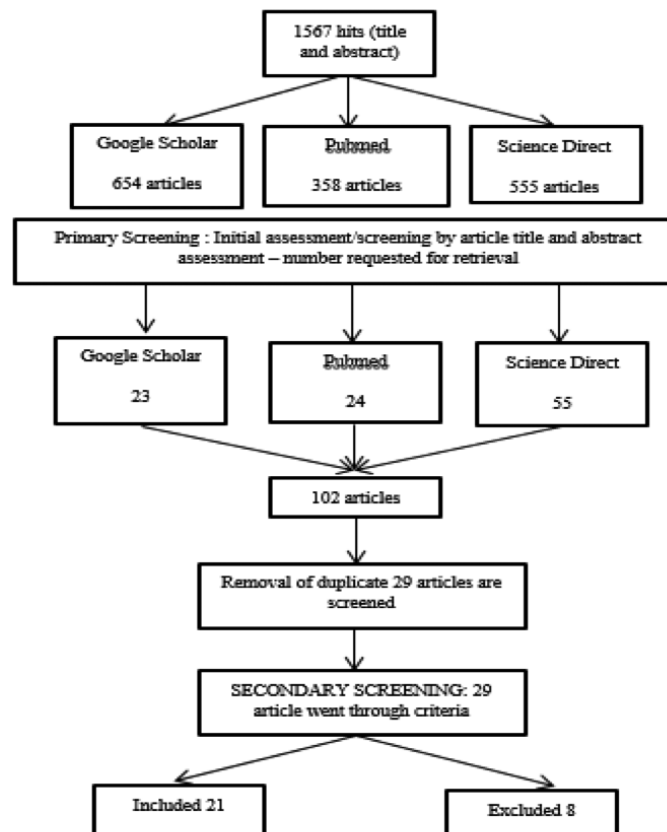 1567 hits (title
and abstract)
Google Scholar
654 articles
Pubmed
358 articles
Science Direct
555 articles
Primary Screening : Initial assessment/screening by article title and abstract
assessment – number requested for retrieval
Google Scholar
23
Pubmed
24
Science Direct
55
102 articles
Removal of duplicate 29 articles are
screened
SECONDARY SCREENING: 29
article went through criteria
Included 21
Excluded 8